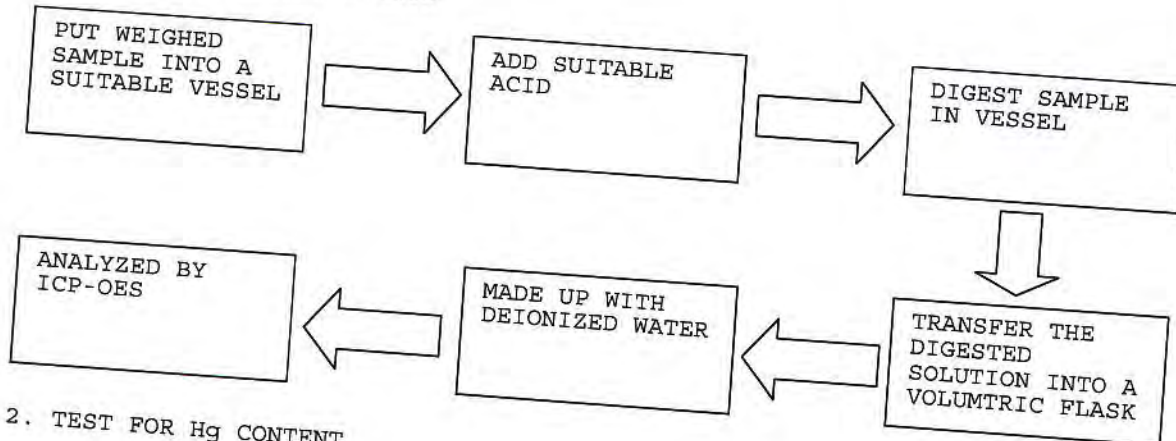 PUT WEIGHED
SAMPLE INTO A
SUITABLE VESSEL
ADD SUITABLE
ACID
DIGEST SAMPLE
IN VESSEL
TRANSFER THE
DIGESTED
SOLUTION INTO A
VOLUMTRIC FLASK
MADE UP WITH
DEIONIZED WATER
ANALYZED BY
ICP-OES
2. TEST FOR Hg CONTENT